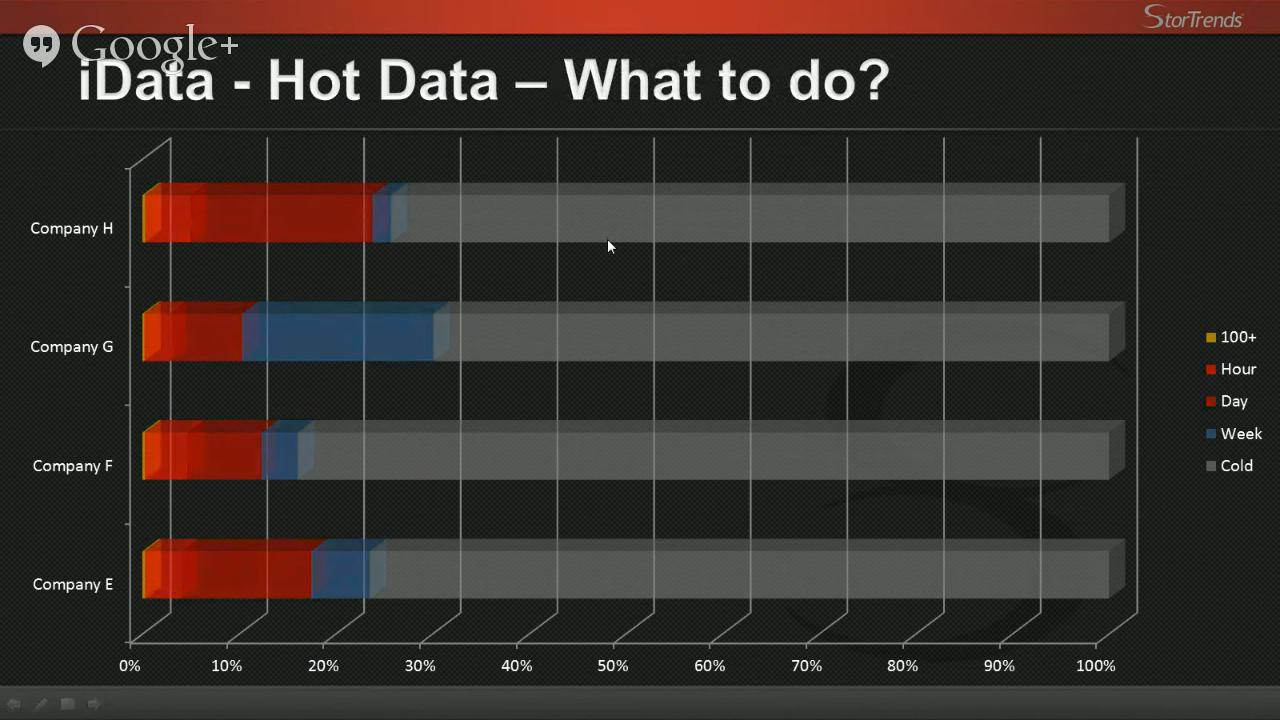 StorTrends
Google+
iData - Hot Data – What to do?
Company H
Company G
Company F
Company E
100+
Hour
Day
Week
Cold
0% 10% 20% 30% 40% 50% 60% 70% 80% 90% 100%